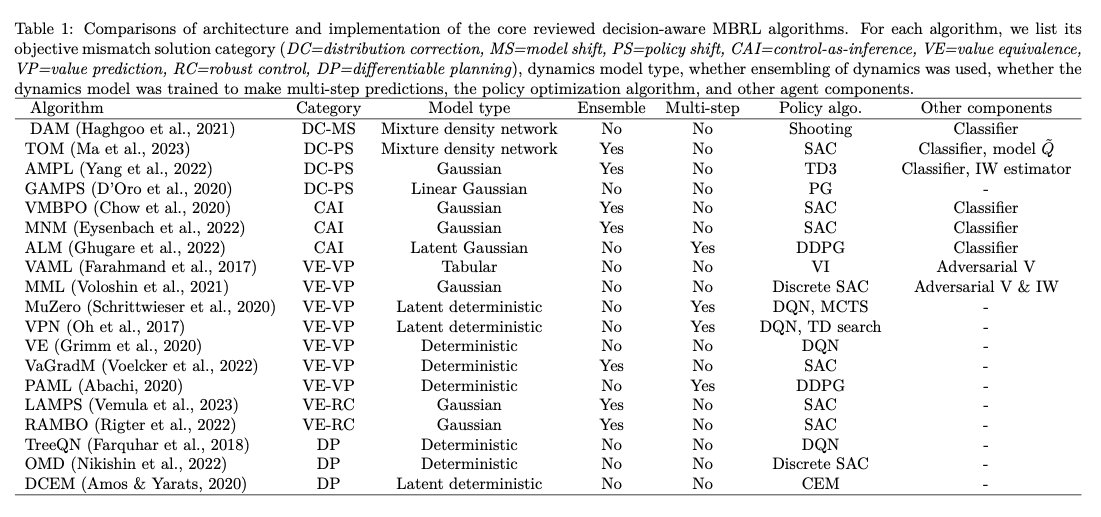 Table 1: Comparisons of architecture and implementation of the core reviewed decision-aware MBRL algorithms. For each algorithm, we list its
objective mismatch solution category (DC=distribution correction, MS=model shift, PS=policy shift, CAI=control-as-inference, VE=value equivalence,
VP=value prediction, RC=robust control, DP=differentiable planning), dynamics model type, whether ensembling of dynamics was used, whether the
dynamics model was trained to make multi-step predictions, the policy optimization algorithm, and other agent components.
Algorithm Category Model type Ensemble Multi-step Policy algo. Other components
DAM (Haghgoo et al., 2021) DC-MS Mixture density network No No Shooting Classifier
TOM (Ma et al., 2023) DC-PS Mixture density network Yes No SAC Classifier, model Q̃
AMPL (Yang et al., 2022) DC-PS Gaussian Yes No TD3 Classifier, IW estimator
GAMPS (D'Oro et al., 2020) DC-PS Linear Gaussian No No PG -
VMBPO (Chow et al., 2020) CAI Gaussian Yes No SAC Classifier
MNM (Eysenbach et al., 2022) CAI Gaussian Yes No SAC Classifier
ALM (Ghugare et al., 2022) CAI Latent Gaussian No Yes DDPG Classifier
VAML (Farahmand et al., 2017) VE-VP Tabular No No VI Adversarial V
MML (Voloshin et al., 2021) VE-VP Gaussian No No Discrete SAC Adversarial V & IW
MuZero (Schrittwieser et al., 2020) VE-VP Latent deterministic No Yes DQN, MCTS -
VPN (Oh et al., 2017) VE-VP Latent deterministic No Yes DQN, TD search -
VE (Grimm et al., 2020) VE-VP Deterministic No No DQN -
VaGradM (Voelcker et al., 2022) VE-VP Deterministic Yes No SAC -
PAML (Abachi, 2020) VE-VP Deterministic No Yes DDPG -
LAMPS (Vemula et al., 2023) VE-RC Gaussian Yes No SAC -
RAMBO (Rigter et al., 2022) VE-RC Gaussian Yes No SAC -
TreeQN (Farquhar et al., 2018) DP Deterministic No No DQN -
OMD (Nikishin et al., 2022) DP Deterministic No No Discrete SAC -
DCEM (Amos & Yarats, 2020) DP Latent deterministic No No CEM -